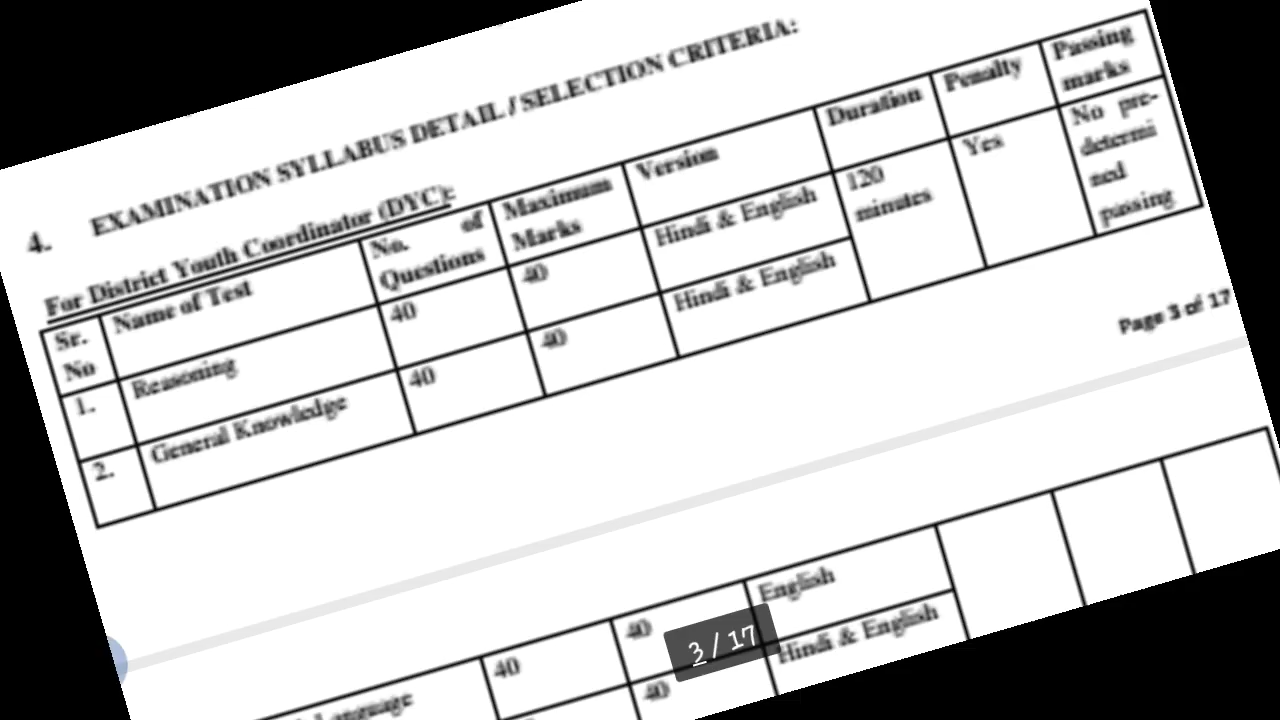 4. EXAMINATION SYLLABUS DETAIL / SELECTION CRITERIA:
For District Youth Coordinator (DYC):
Sr. No Name of Test No. of Questions Maximum Marks Version Duration Penalty Passing marks
1. Reasoning 40 40 Hindi & English 120 minutes Yes No pre-determi ned passing
2. General Knowledge 40 40 Hindi & English
Page 3 of 17
Language 40 40 English
40 Hindi & English
3 / 17